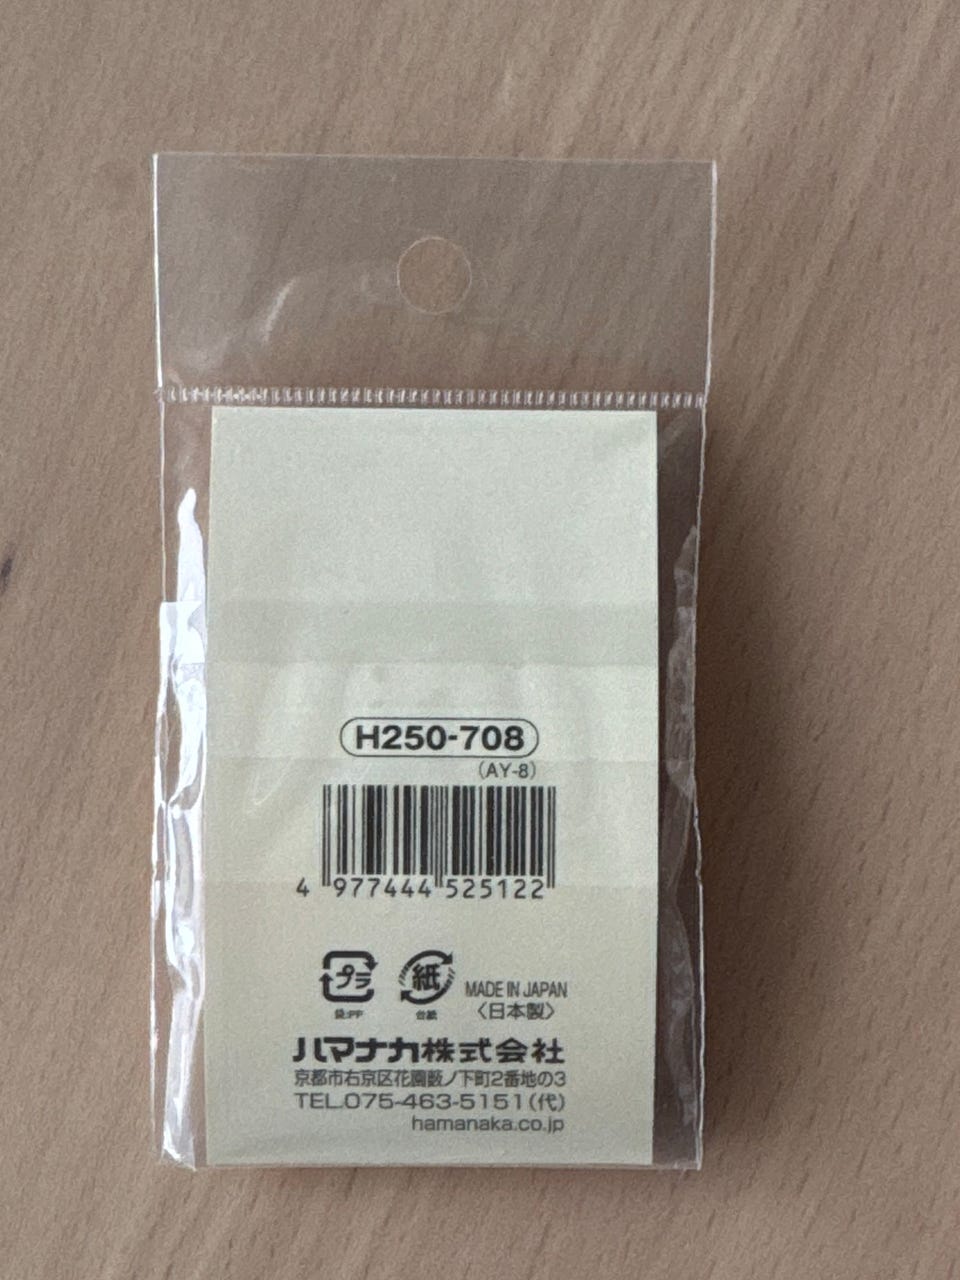 H250-708
(AY-8)
4 977444 525122
プラ 紙 MADE IN JAPAN
袋:PP 台紙 〈日本製〉
ハマナカ株式会社
京都市右京区花園藪ノ下町2番地の3
TEL.075-463-5151(代)
hamanaka.co.jp